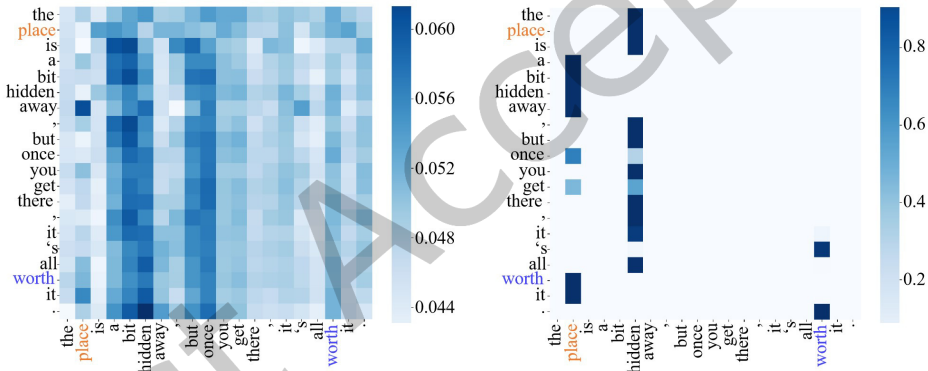 the
place
is
a
bit
hidden
away
,
but
once
you
get
there
,
it
‘s
all
worth
it
.
the place is a bit hidden away , but once you get there , it ‘s all worth it .
0.060
0.056
0.052
0.048
0.044
the
place
is
a
bit
hidden
away
,
but
once
you
get
there
,
it
‘s
all
worth
it
.
the place is a bit hidden away , but once you get there , it ‘s all worth it .
0.8
0.6
0.4
0.2
st Accep